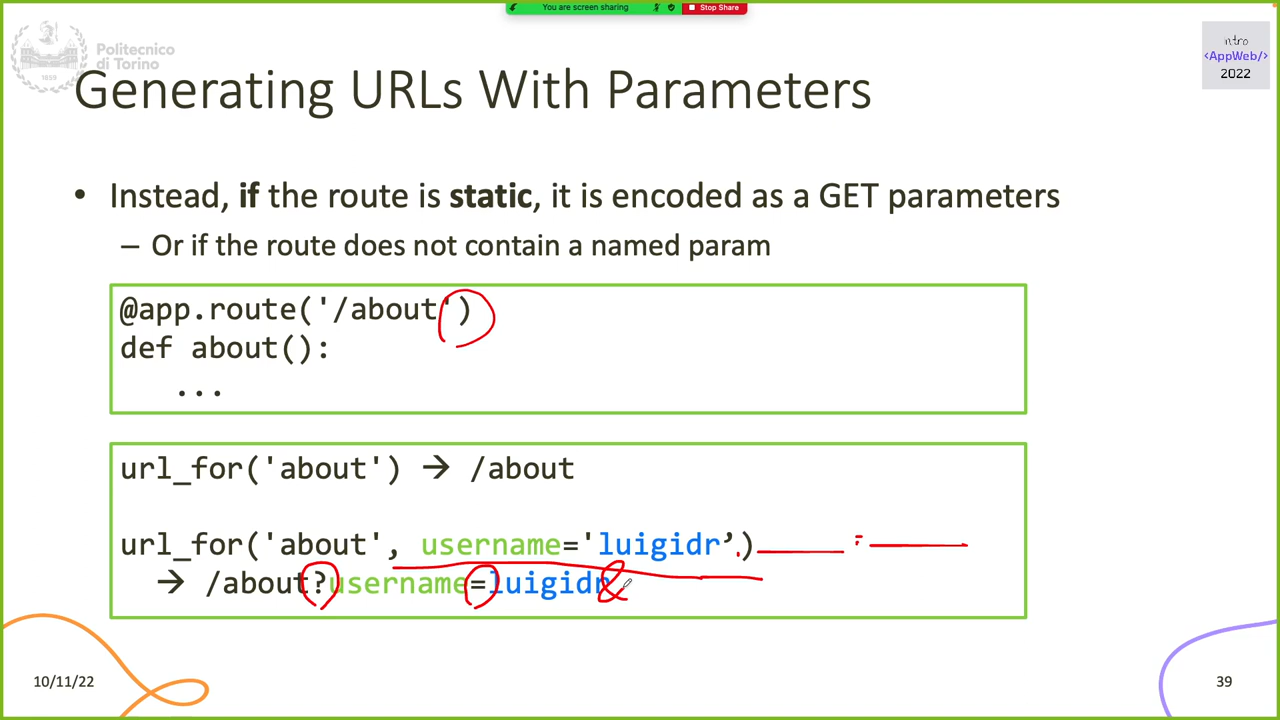 You are screen sharing
Stop Share
Politecnico
di Torino
1859
intro
<AppWeb/>
2022
Generating URLs With Parameters
• Instead, if the route is static, it is encoded as a GET parameters
– Or if the route does not contain a named param
@app.route('/about')
def about():
...
url_for('about') → /about
url_for('about', username='luigidr’)
→ /about?username=luigidr &
10/11/22
39